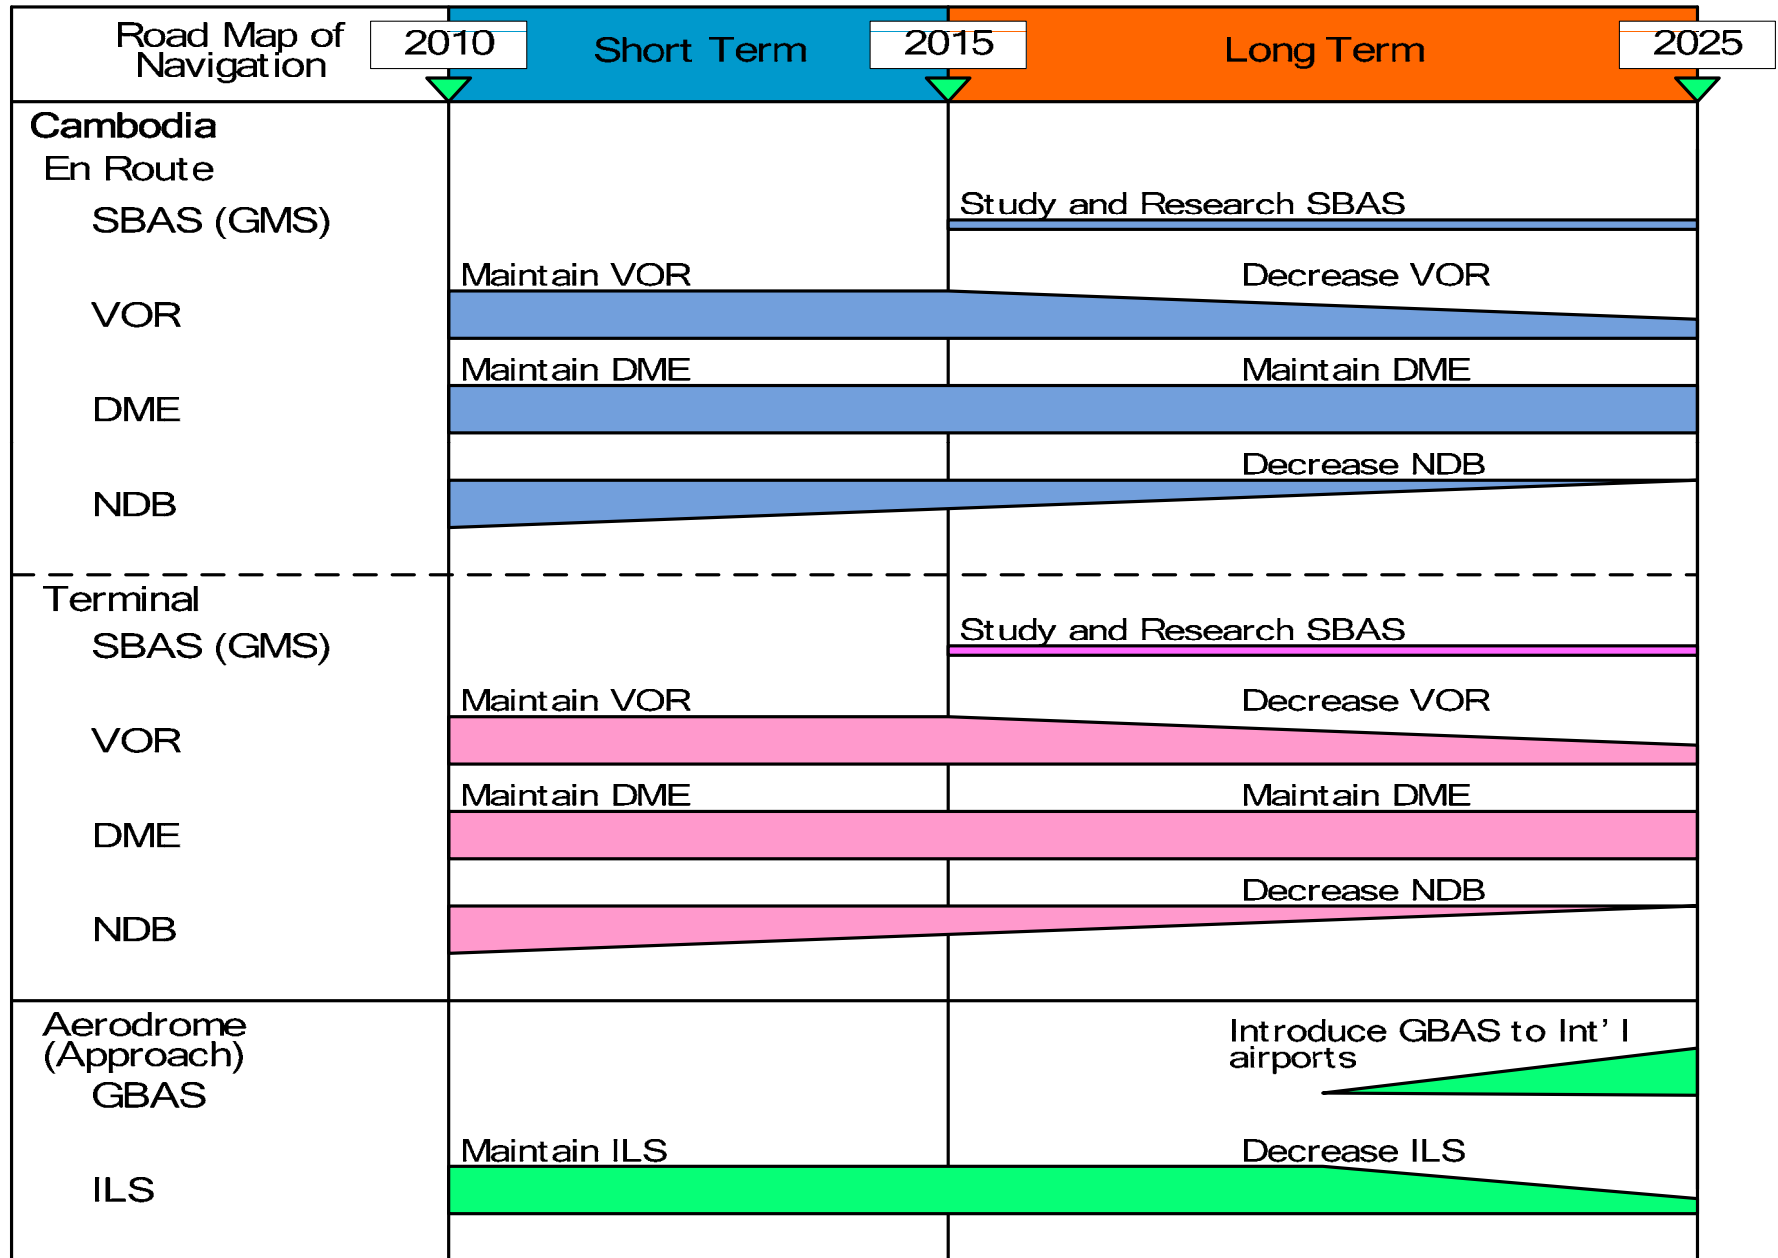 Road Map of
Navigation
2010
Short Term
2015
Long Term
2025
Cambodia
En Route
SBAS (GMS)
Study and Research SBAS
Maintain VOR
Decrease VOR
VOR
Maintain DME
Maintain DME
DME
Decrease NDB
NDB
Terminal
SBAS (GMS)
Study and Research SBAS
Maintain VOR
Decrease VOR
VOR
Maintain DME
Maintain DME
DME
Decrease NDB
NDB
Aerodrome
(Approach)
Introduce GBAS to Int' l
airports
GBAS
Maintain ILS
Decrease ILS
ILS